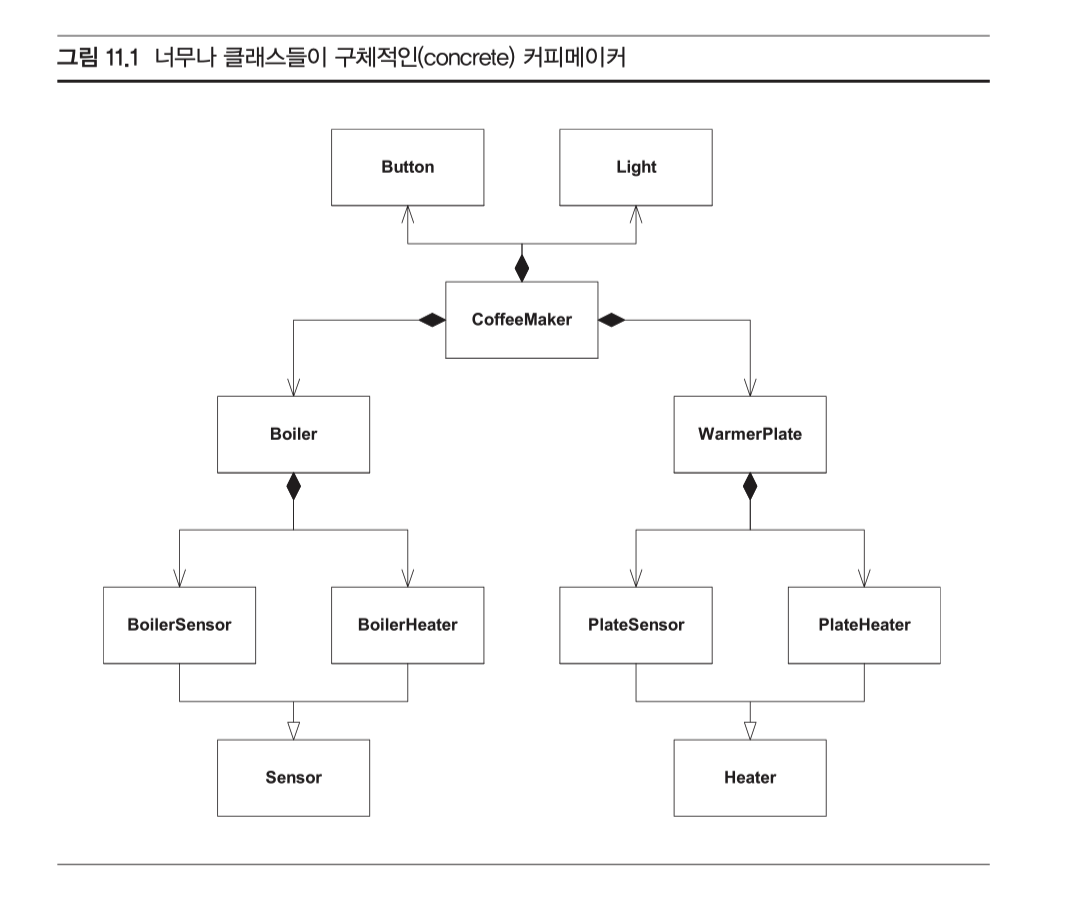 그림 11.1 너무나 클래스들이 구체적인(concrete) 커피메이커
Button
Light
CoffeeMaker
Boiler
WarmerPlate
BoilerSensor
BoilerHeater
PlateSensor
PlateHeater
Sensor
Heater